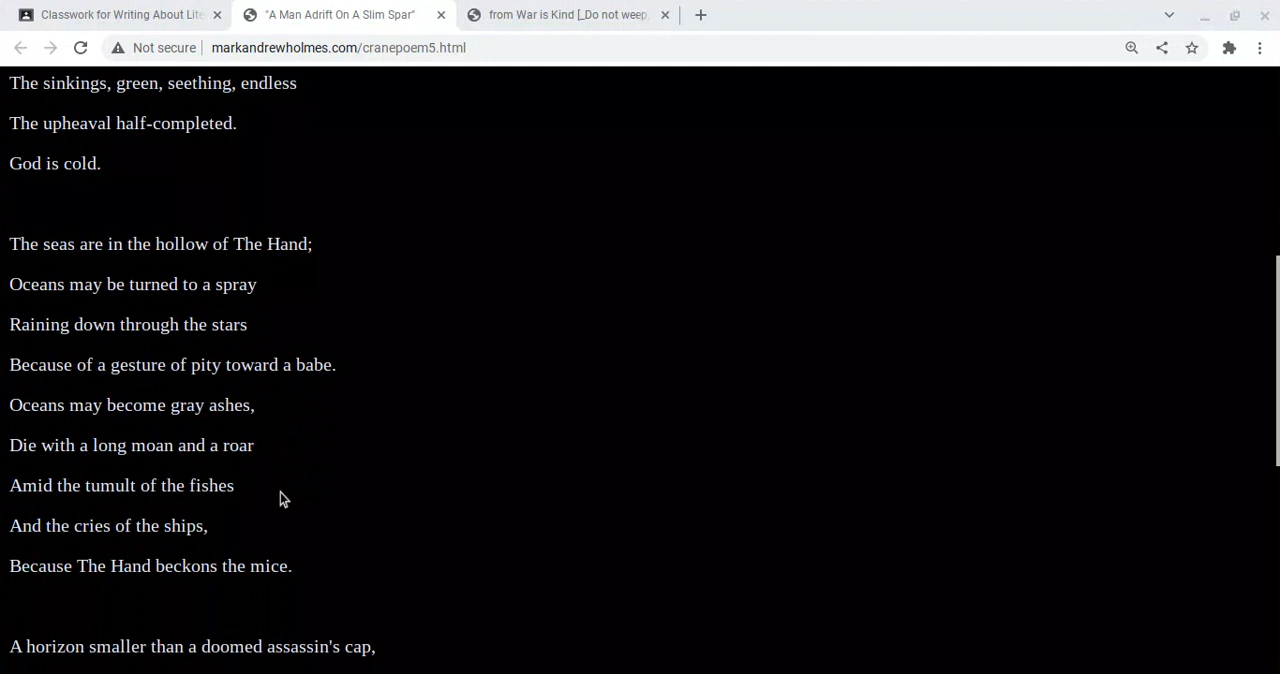 Classwork for Writing About Lite
"A Man Adrift On A Slim Spar"
from War is Kind [_Do not weep,
Not secure
markandrewholmes.com/cranepoem5.html
The sinkings, green, seething, endless
The upheaval half-completed.
God is cold.
The seas are in the hollow of The Hand;
Oceans may be turned to a spray
Raining down through the stars
Because of a gesture of pity toward a babe.
Oceans may become gray ashes,
Die with a long moan and a roar
Amid the tumult of the fishes
And the cries of the ships,
Because The Hand beckons the mice.
A horizon smaller than a doomed assassin's cap,